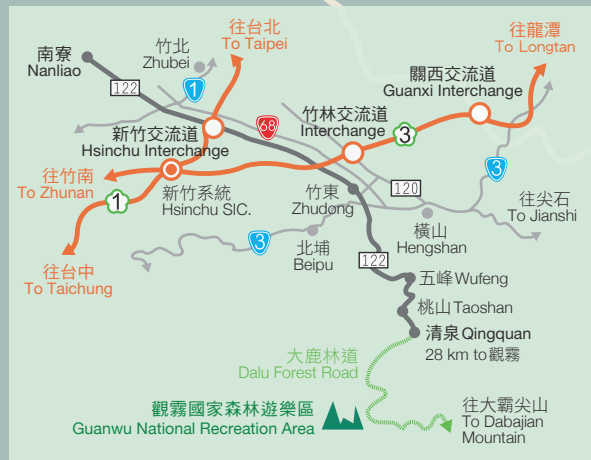 往台北
To Taipei
往龍潭
To Longtan
南寮
Nanliao
竹北
Zhubei
122
1
關西交流道
Guanxi Interchange
68
竹林交流道
Interchange
3
新竹交流道
Hsinchu Interchange
3
往竹南
To Zhunan
1
新竹系統
Hsinchu SIC.
竹東
Zhudong
120
往尖石
To Jianshi
橫山
Hengshan
3
北埔
Beipu
122
往台中
To Taichung
五峰 Wufeng
桃山 Taoshan
清泉 Qingquan
28 km to 觀霧
大鹿林道
Dalu Forest Road
觀霧國家森林遊樂區
Guanwu National Recreation Area
往大霸尖山
To Dabajian
Mountain